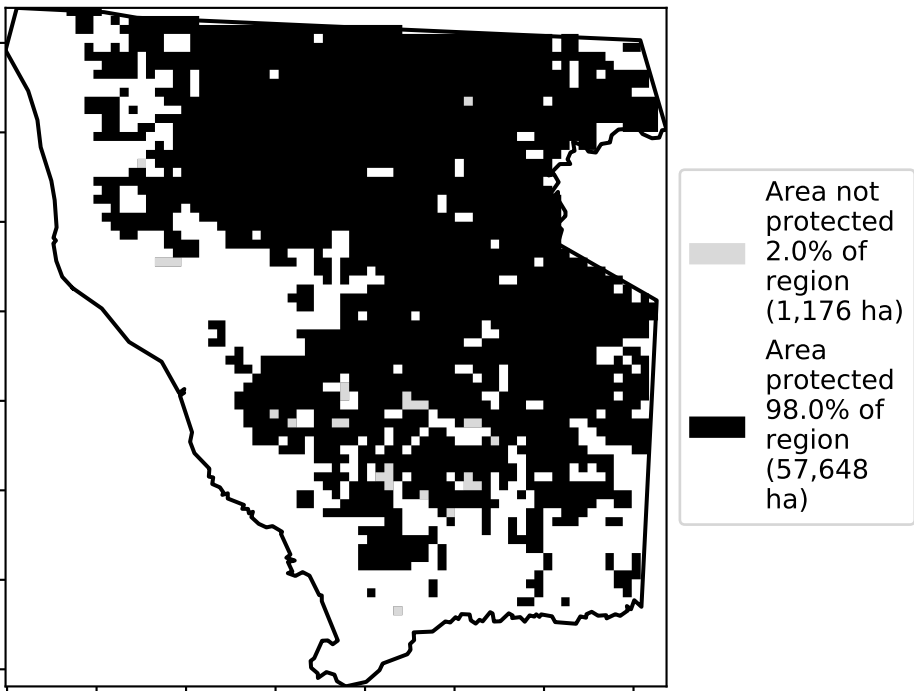 Area not
protected
2.0% of
region
(1,176 ha)
Area
protected
98.0% of
region
(57,648
ha)